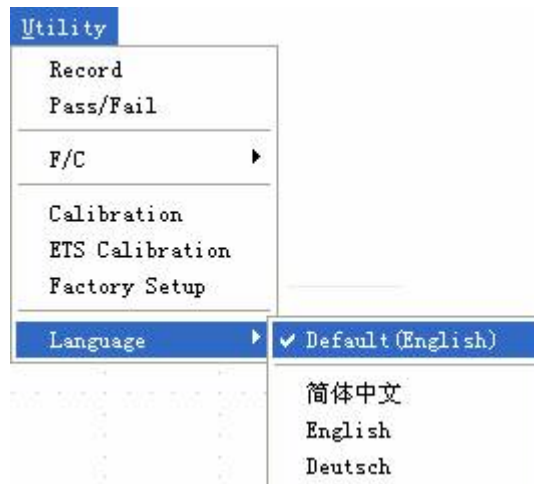 Utility
Record
Pass/Fail
F/C
Calibration
ETS Calibration
Factory Setup
Language
Default(English)
简体中文
English
Deutsch